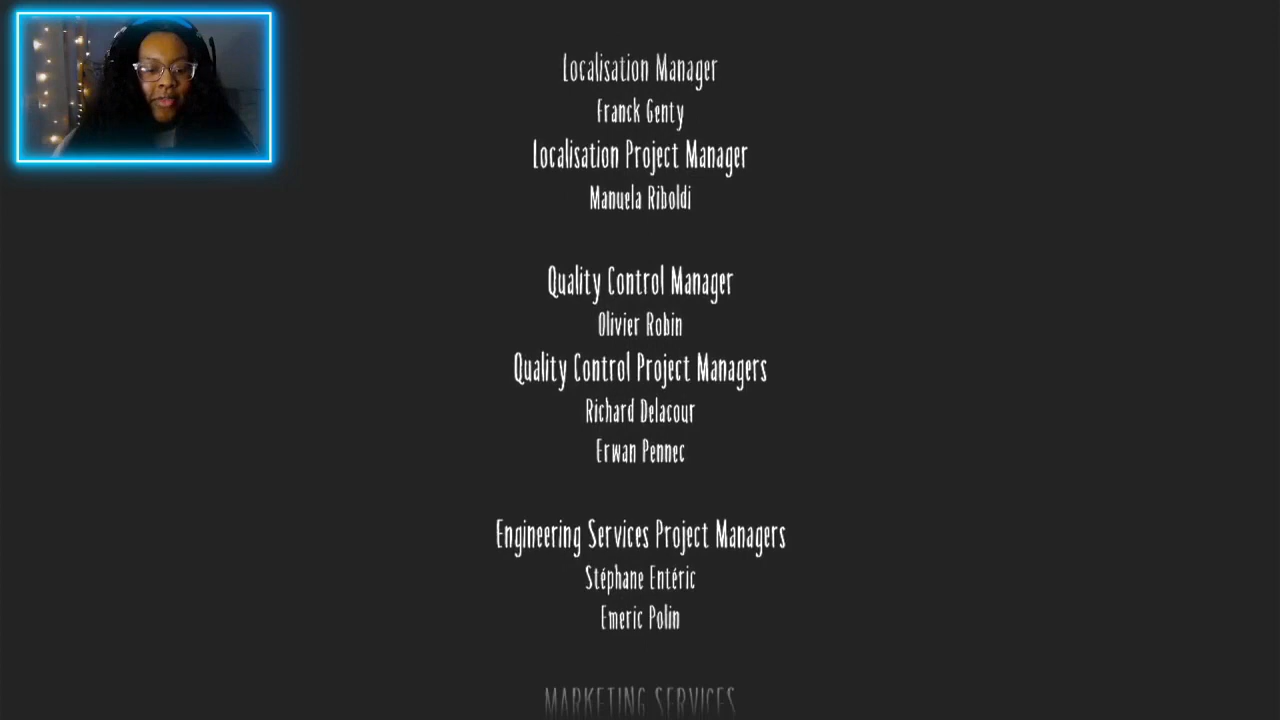 Localisation Manager
Franck Genty
Localisation Project Manager
Manuela Riboldi
Quality Control Manager
Olivier Robin
Quality Control Project Managers
Richard Delacour
Erwan Pennec
Engineering Services Project Managers
Stéphane Entéric
Emeric Polin
MARKETING SERVICES